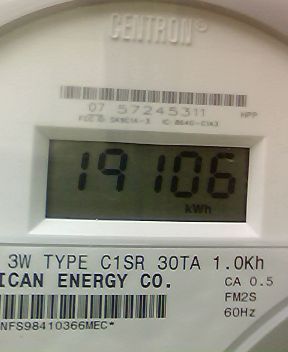 CENTRON®
07 57245311 HPP
19106
kWh
3W TYPE C1SR 30TA 1.0Kh
ICAN ENERGY CO. CA 0.5
FM2S
NFS98410366MEC* 60Hz